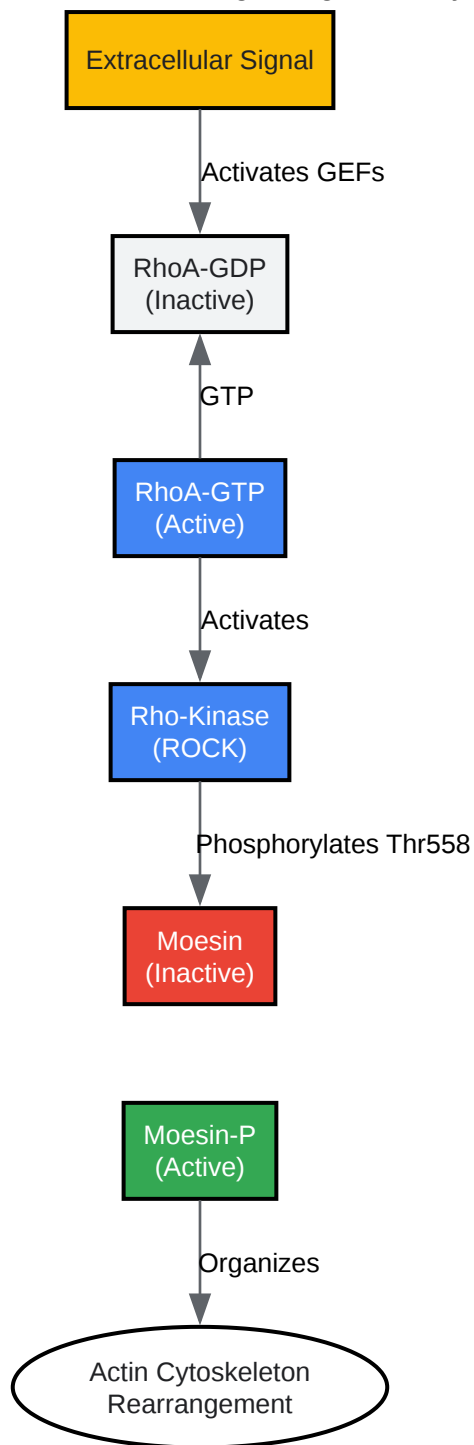 Extracellular Signal
Activates GEFs
RhoA-GDP
(Inactive)
GTP
RhoA-GTP
(Active)
Activates
Rho-Kinase
(ROCK)
Phosphorylates Thr558
Moesin
(Inactive)
Moesin-P
(Active)
Organizes
Actin Cytoskeleton
Rearrangement